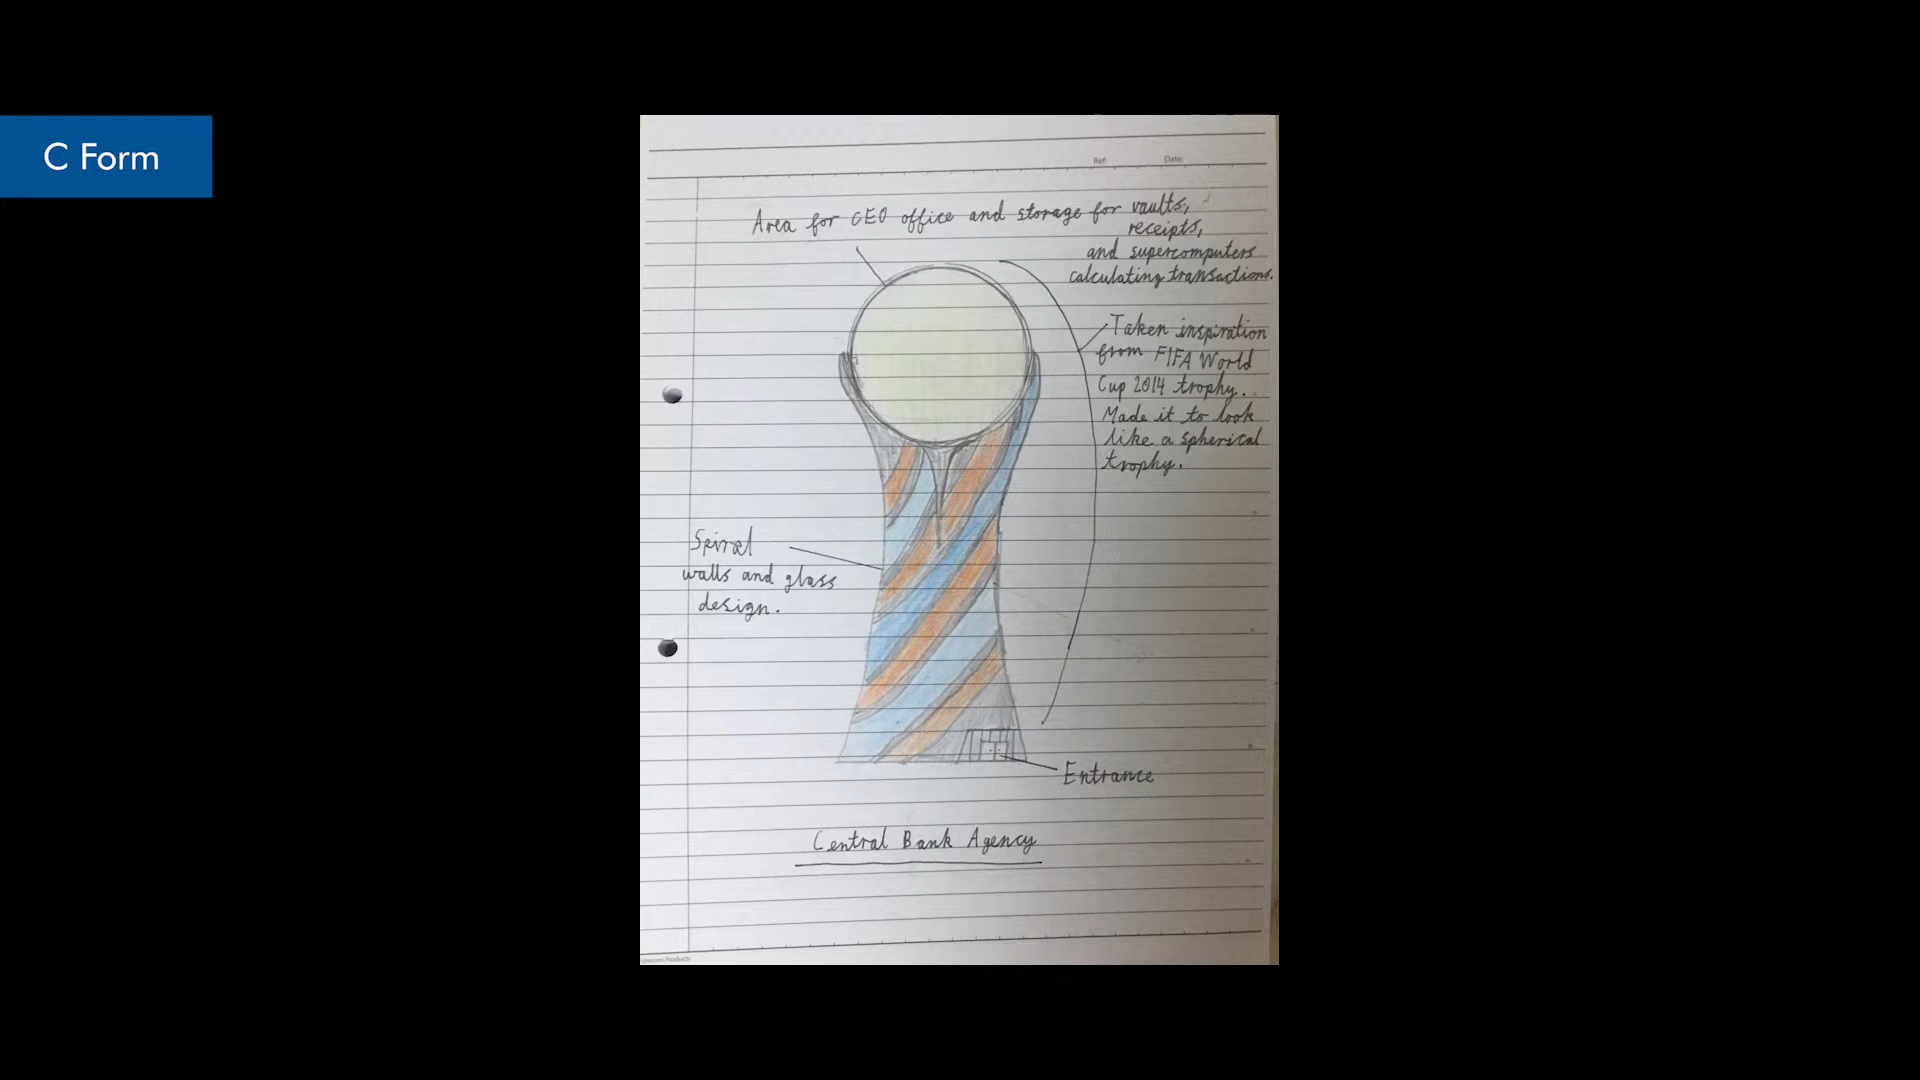 C Form
Ref:
Date:
Area for CEO office and storage for vaults,
receipts,
and supercomputers
calculating transactions.
Taken inspiration
from FIFA World
Cup 2014 trophy.
Made it to look
like a spherical
trophy.
Spiral
walls and glass
design.
Entrance
Central Bank Agency
Unicorn Products